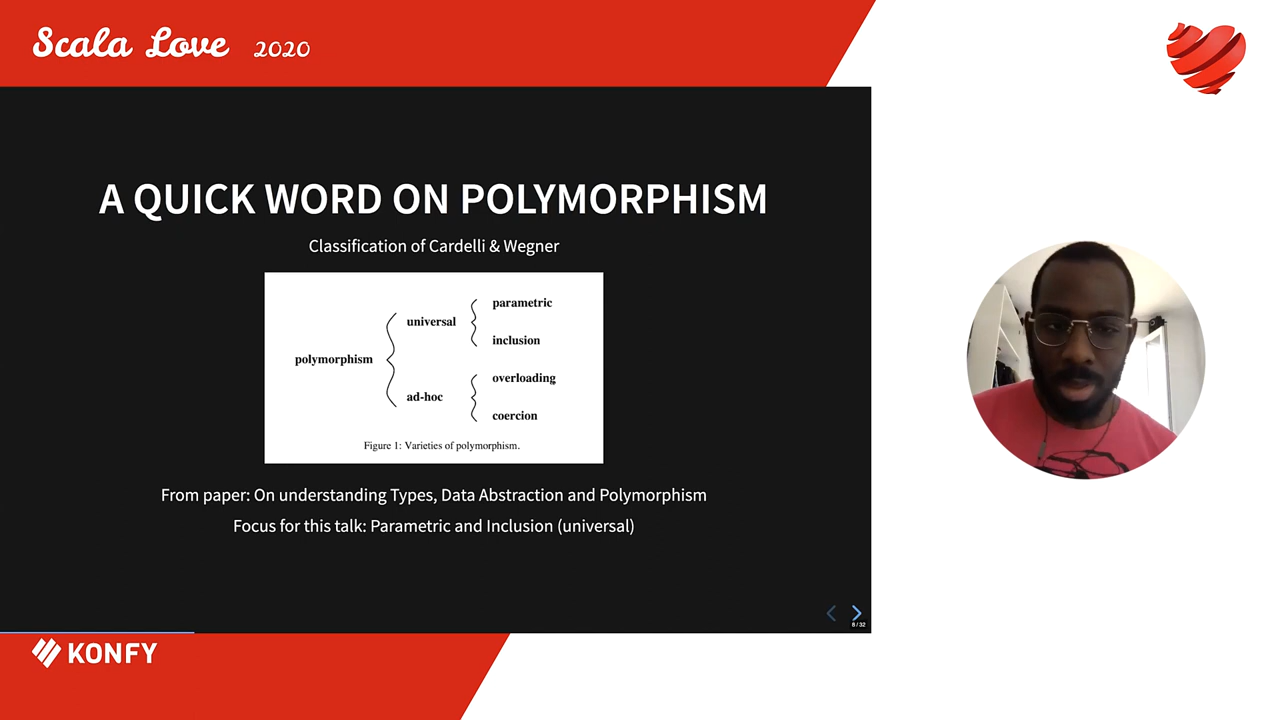 Scala Love 2020
A QUICK WORD ON POLYMORPHISM
Classification of Cardelli & Wegner
polymorphism
universal
ad-hoc
parametric
inclusion
overloading
coercion
Figure 1: Varieties of polymorphism.
From paper: On understanding Types, Data Abstraction and Polymorphism
Focus for this talk: Parametric and Inclusion (universal)
8 / 32
KONFY